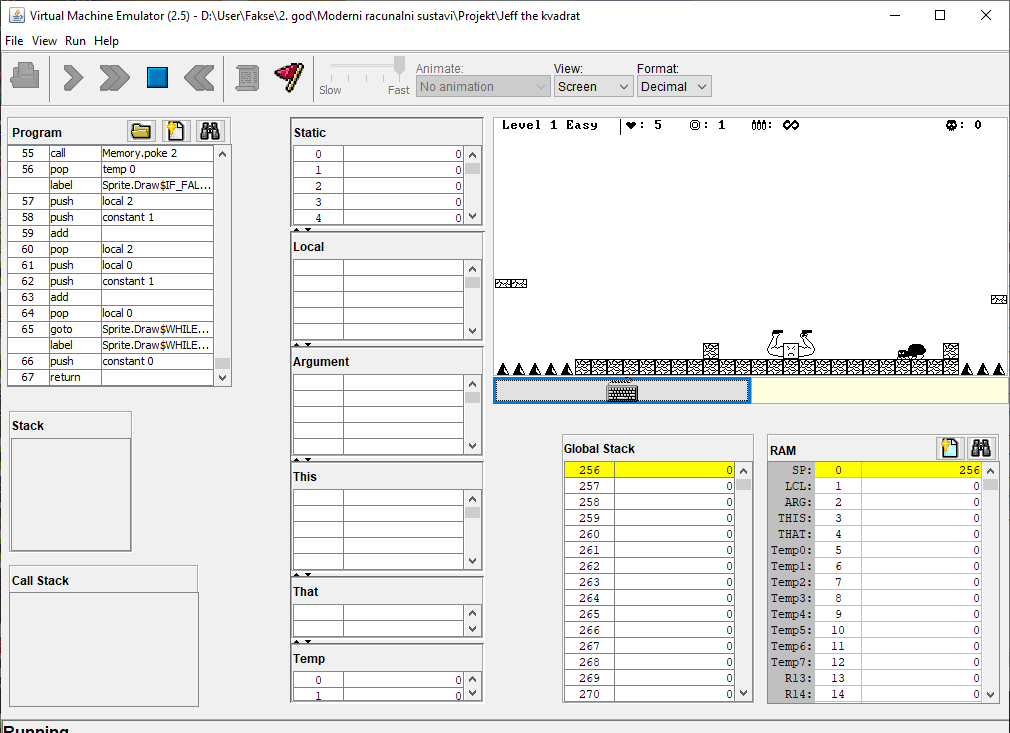 Virtual Machine Emulator (2.5) - D:\User\Fakse\2. god\Moderni racunalni sustavi\Projekt\Jeff the kvadrat
File View Run Help
Slow Fast
Animate: View: Format:
No animation Screen Decimal
Program
55 call Memory.poke 2
56 pop temp 0
label Sprite.Draw$IF_FAL...
57 push local 2
58 push constant 1
59 add
60 pop local 2
61 push local 0
62 push constant 1
63 add
64 pop local 0
65 goto Sprite.Draw$WHILE...
label Sprite.Draw$WHILE...
66 push constant 0
67 return
Stack
Call Stack
Static
0 0
1 0
2 0
3 0
4 0
Local
Argument
This
That
Temp
0 0
1 0
Level 1 Easy : 5 : 1 : ∞ : 0
Global Stack
256 0
257 0
258 0
259 0
260 0
261 0
262 0
263 0
264 0
265 0
266 0
267 0
268 0
269 0
270 0
RAM
SP: 0 256
LCL: 1 0
ARG: 2 0
THIS: 3 0
THAT: 4 0
Temp0: 5 0
Temp1: 6 0
Temp2: 7 0
Temp3: 8 0
Temp4: 9 0
Temp5: 10 0
Temp6: 11 0
Temp7: 12 0
R13: 13 0
R14: 14 0
Running